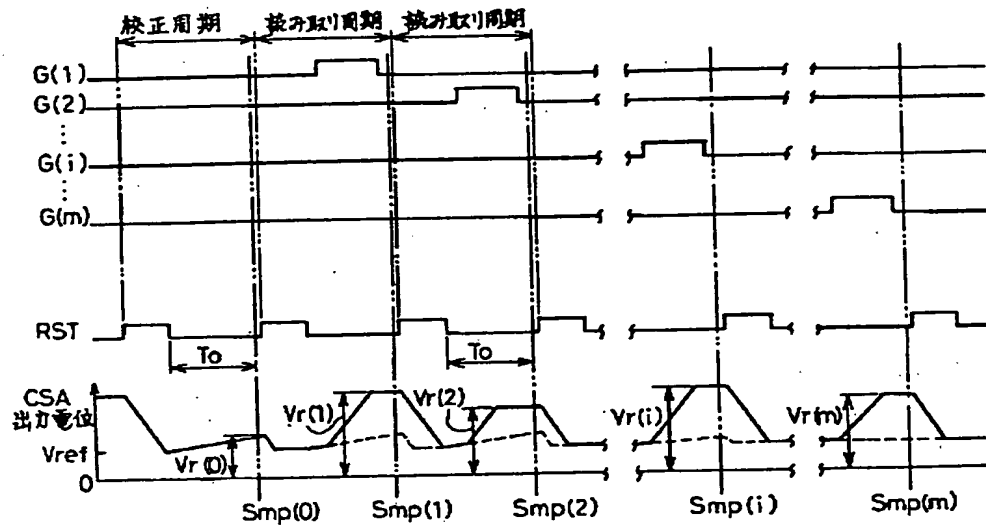 校正周期 読み取り周期 読み取り周期
G(1)
G(2)
⋮
G(i)
⋮
G(m)
RST
To To
CSA
出力電位
Vref
0
Vr(0) Vr(1) Vr(2) Vr(i) Vr(m)
Smp(0) Smp(1) Smp(2) Smp(i) Smp(m)